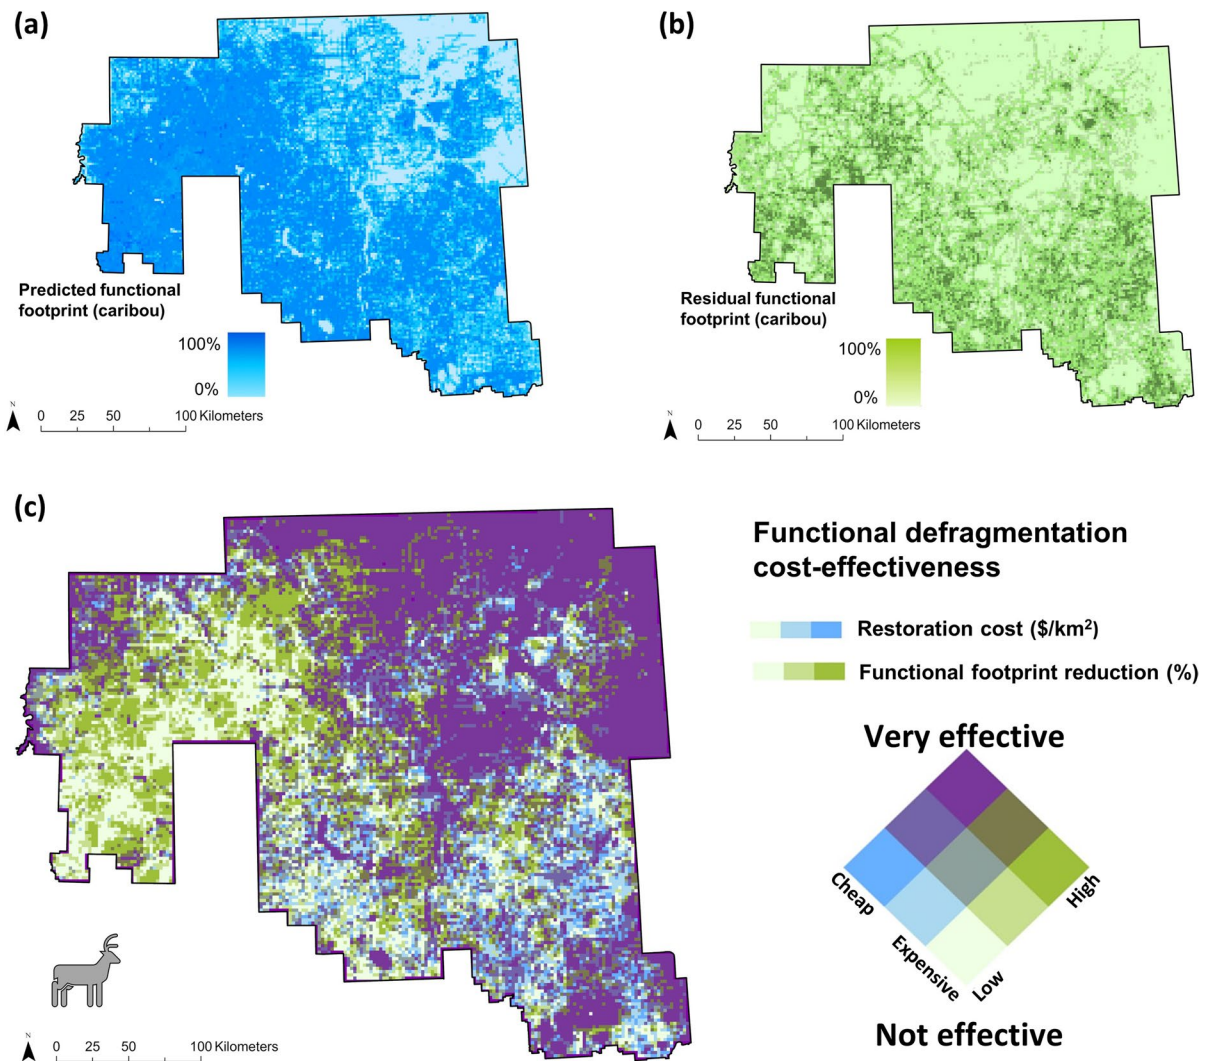 (a)
Predicted functional
footprint (caribou)
100%
0%
N
0 25 50 100 Kilometers
(b)
Residual functional
footprint (caribou)
100%
0%
N
0 25 50 100 Kilometers
(c)
N
0 25 50 100 Kilometers
Functional defragmentation
cost-effectiveness
Restoration cost ($/km²)
Functional footprint reduction (%)
Very effective
Cheap
Expensive
Low
High
Not effective